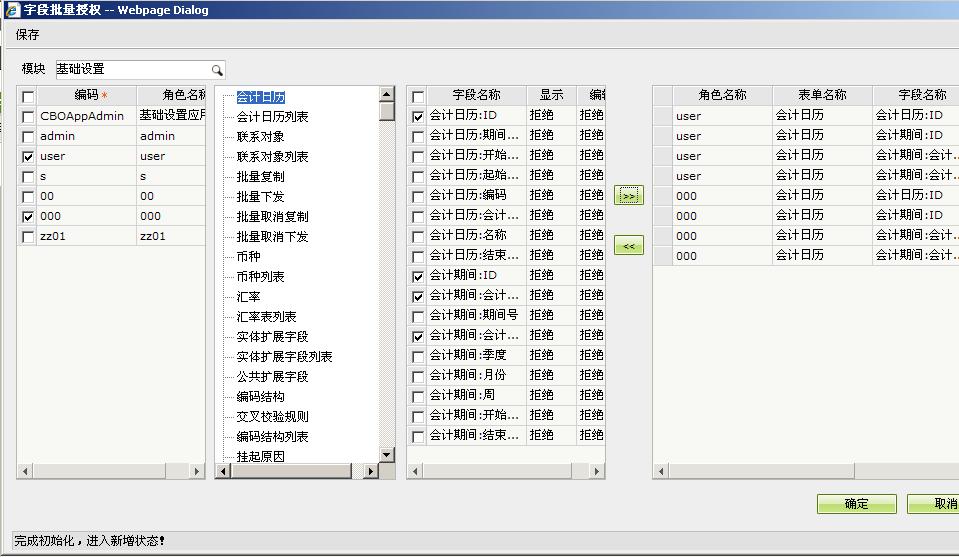 字段批量授权 -- Webpage Dialog
保存
模块 基础设置
编码 * 角色名称
CBOAppAdmin 基础设置应用
admin admin
user user
s s
00 00
000 000
zz01 zz01
会计日历
会计日历列表
联系对象
联系对象列表
批量复制
批量下发
批量取消复制
批量取消下发
币种
币种列表
汇率
汇率表列表
实体扩展字段
实体扩展字段列表
公共扩展字段
编码结构
交叉校验规则
编码结构列表
挂起原因
字段名称 显示 编辑
会计日历:ID 拒绝 拒绝
会计日历:期间... 拒绝 拒绝
会计日历:开始... 拒绝 拒绝
会计日历:起始... 拒绝 拒绝
会计日历:编码 拒绝 拒绝
会计日历:会计... 拒绝 拒绝
会计日历:名称 拒绝 拒绝
会计日历:结束... 拒绝 拒绝
会计期间:ID 拒绝 拒绝
会计期间:会计... 拒绝 拒绝
会计期间:期间号 拒绝 拒绝
会计期间:会计... 拒绝 拒绝
会计期间:季度 拒绝 拒绝
会计期间:月份 拒绝 拒绝
会计期间:周 拒绝 拒绝
会计期间:开始... 拒绝 拒绝
会计期间:结束... 拒绝 拒绝
>>
<<
角色名称 表单名称 字段名称
user 会计日历 会计日历:ID
user 会计日历 会计期间:ID
user 会计日历 会计期间:会计..
user 会计日历 会计期间:会计..
000 会计日历 会计日历:ID
000 会计日历 会计期间:ID
000 会计日历 会计期间:会计..
000 会计日历 会计期间:会计..
确定 取消
完成初始化，进入新增状态!